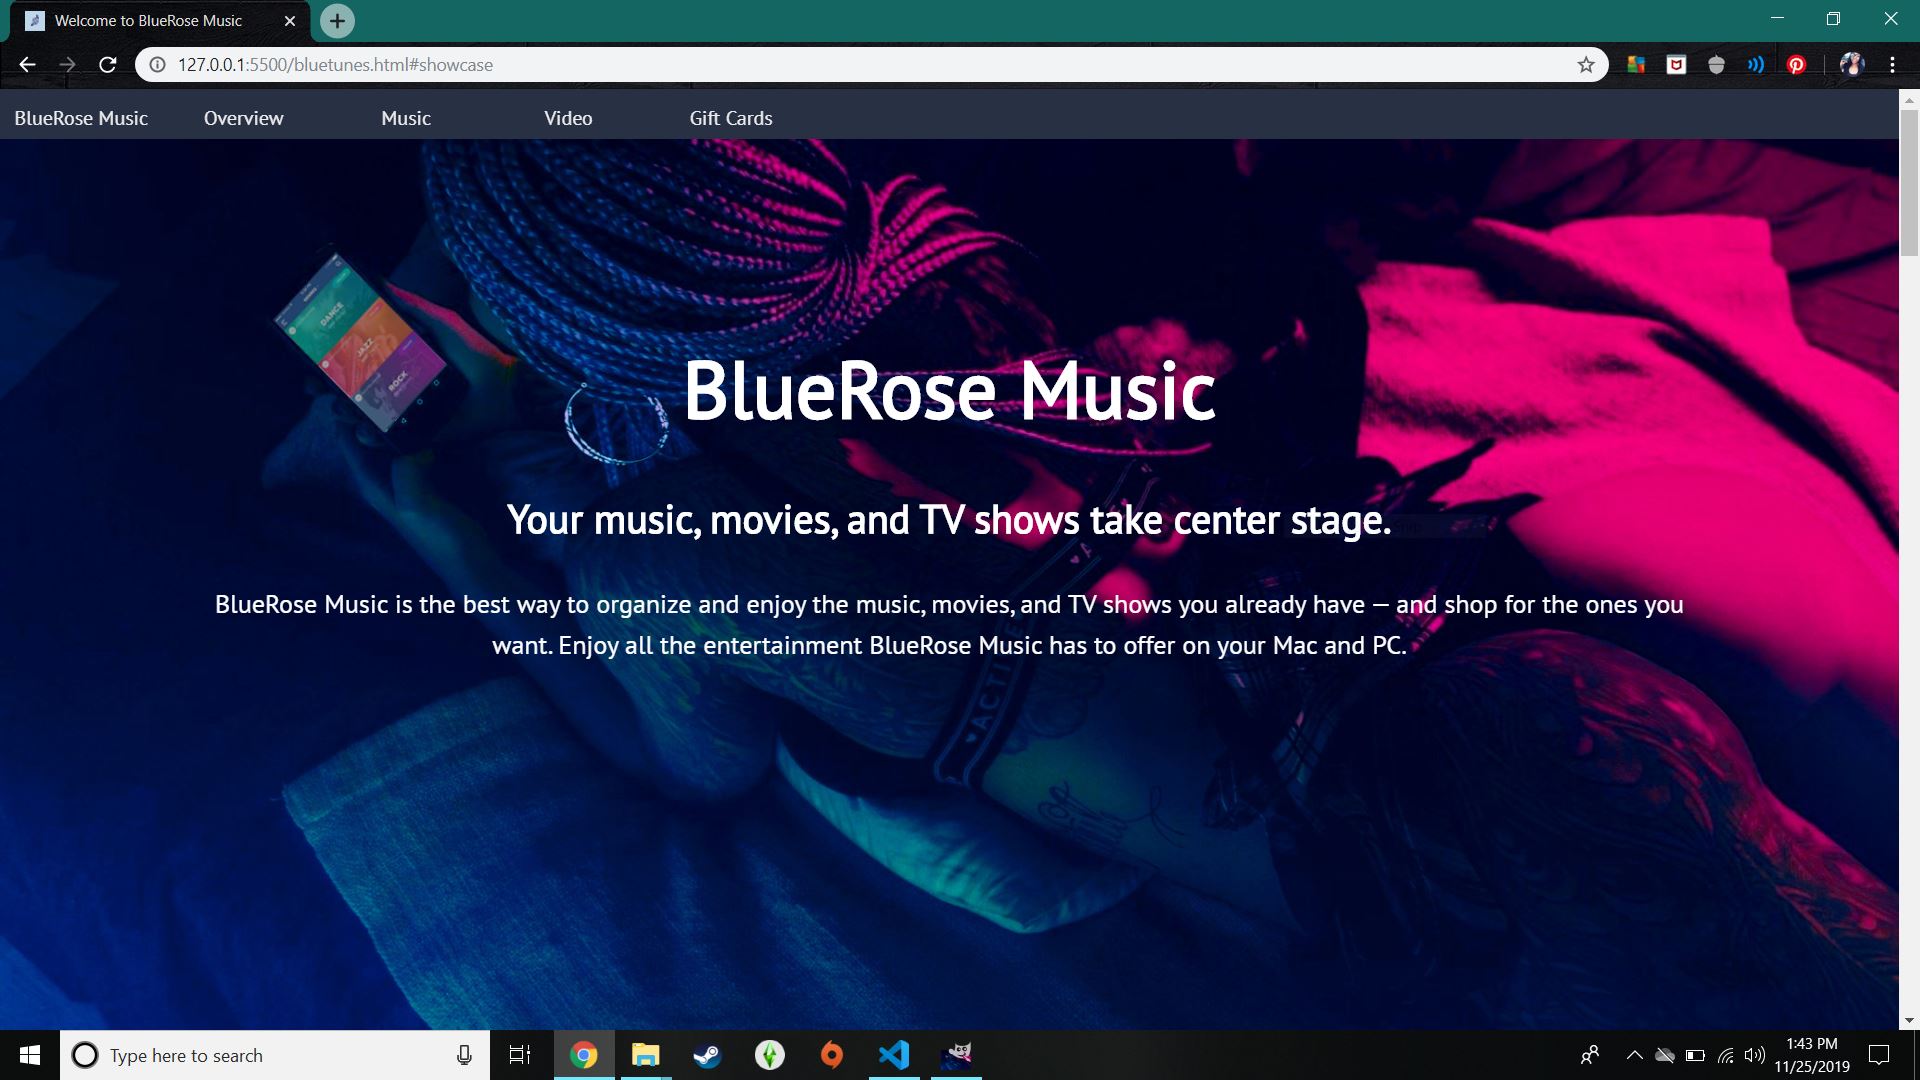 Welcome to BlueRose Music
127.0.0.1:5500/bluetunes.html#showcase
BlueRose Music Overview Music Video Gift Cards
DANCE
JAZZ
ROCK
BlueRose Music
Your music, movies, and TV shows take center stage.
BlueRose Music is the best way to organize and enjoy the music, movies, and TV shows you already have — and shop for the ones you
want. Enjoy all the entertainment BlueRose Music has to offer on your Mac and PC.
Type here to search
1:43 PM
11/25/2019